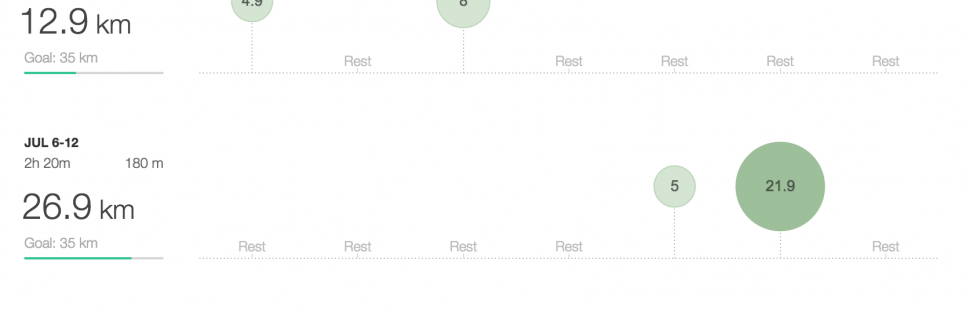 4.9
8
12.9 km
Goal: 35 km
Rest
Rest
Rest
Rest
Rest
JUL 6-12
2h 20m 180 m
26.9 km
Goal: 35 km
5
21.9
Rest
Rest
Rest
Rest
Rest